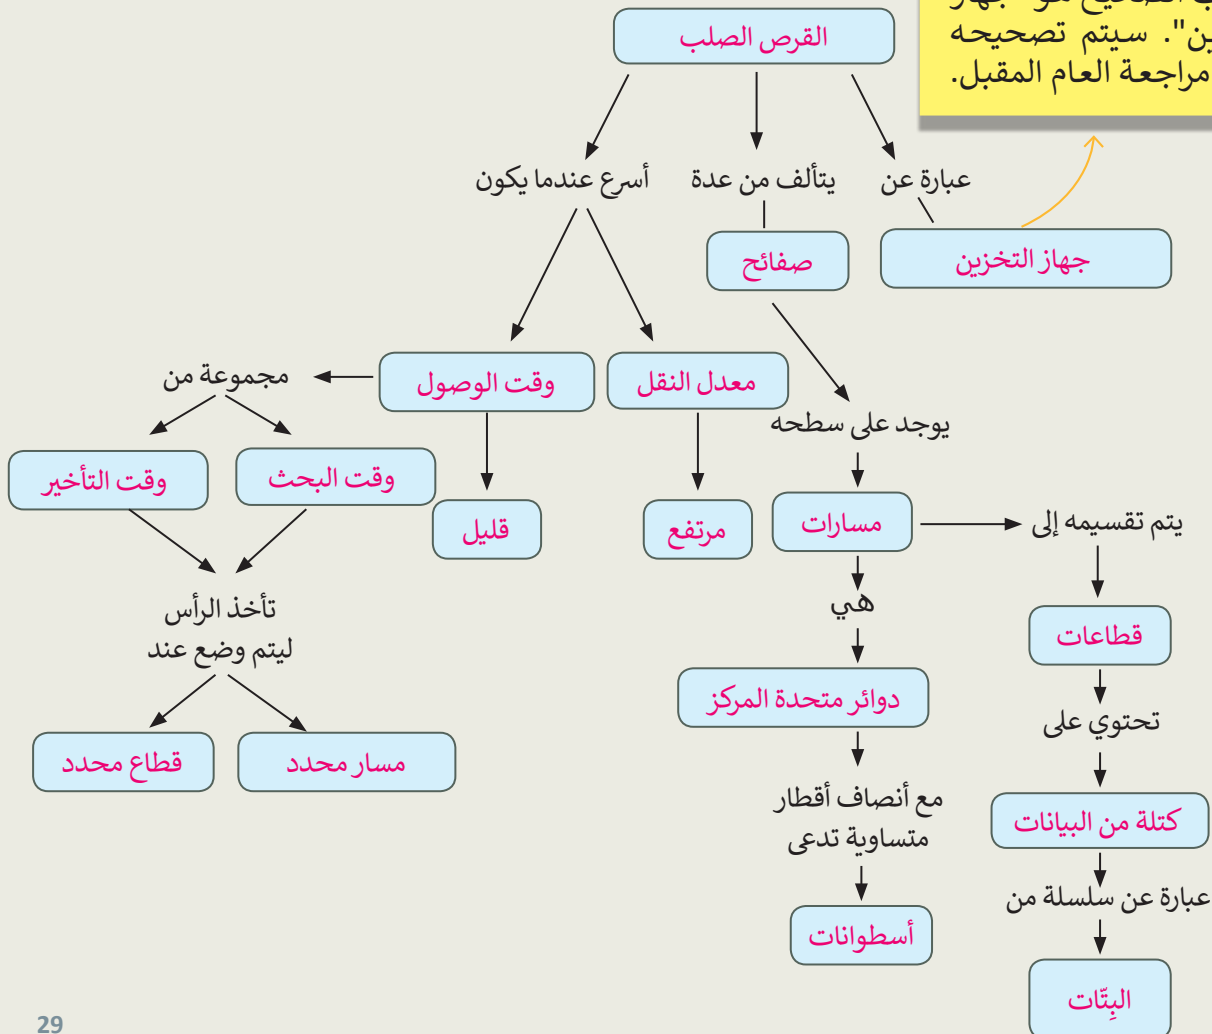 الصحيح هو "جهاز
ين". سيتم تصحيحه
مراجعة العام المقبل.
القرص الصلب
عبارة عن
يتألف من عدة
أسرع عندما يكون
جهاز التخزين
صفائح
معدل النقل
وقت الوصول
مجموعة من
يوجد على سطحه
وقت البحث
وقت التأخير
مرتفع
قليل
مسارات
يتم تقسيمه إلى
هي
تأخذ الرأس
ليتم وضع عند
قطاعات
دوائر متحدة المركز
تحتوي على
مسار محدد
قطاع محدد
مع أنصاف أقطار
متساوية تدعى
كتلة من البيانات
عبارة عن سلسلة من
أسطوانات
البِتّات
29